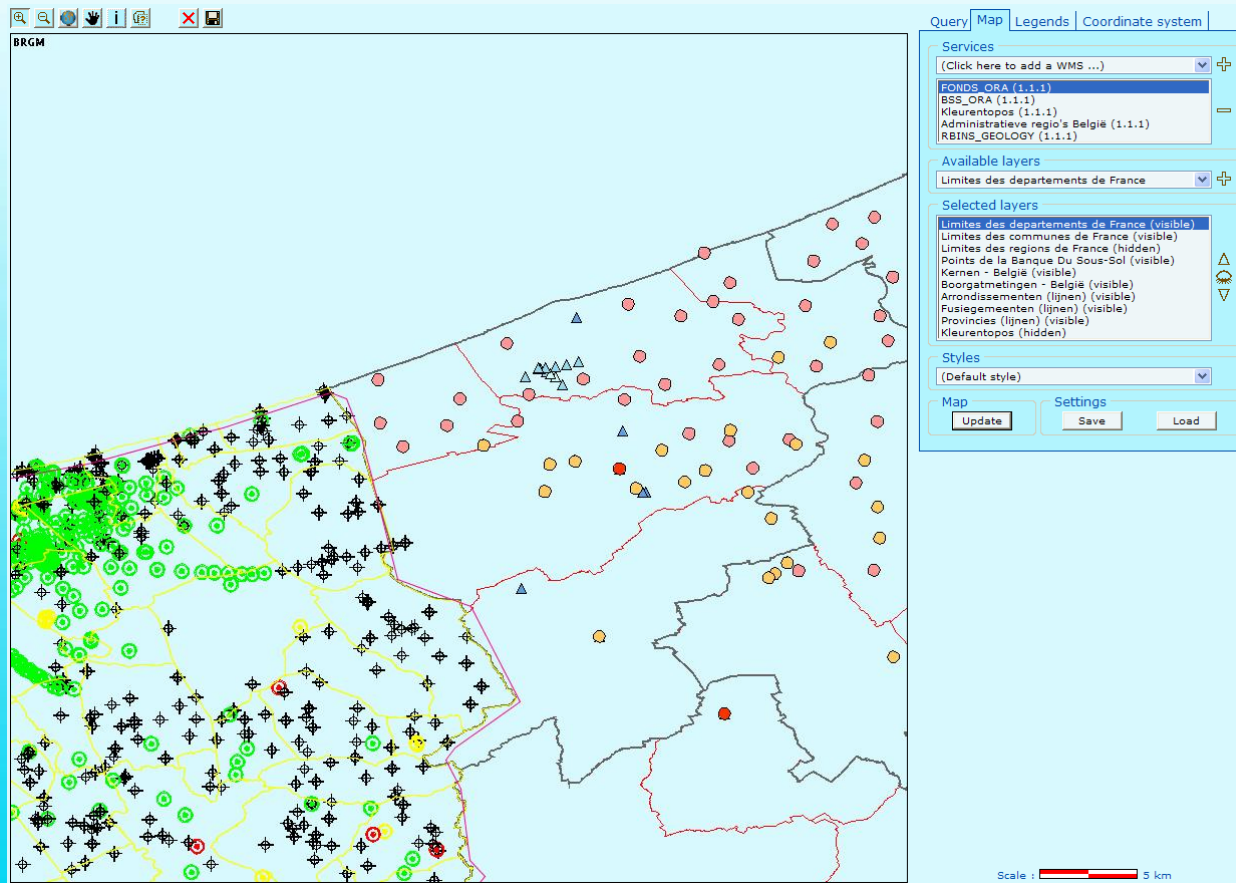 BRGM
Query Map Legends Coordinate system
Services
(Click here to add a WMS ...)
FONDS_ORA (1.1.1)
BSS_ORA (1.1.1)
Kleurentopos (1.1.1)
Administratieve regio's België (1.1.1)
RBINS_GEOLOGY (1.1.1)
Available layers
Limites des departements de France
Selected layers
Limites des departements de France (visible)
Limites des communes de France (visible)
Limites des regions de France (hidden)
Points de la Banque Du Sous-Sol (visible)
Kernen - België (visible)
Boorgatmetingen - België (visible)
Arrondissementen (lijnen) (visible)
Fusiegemeenten (lijnen) (visible)
Provincies (lijnen) (visible)
Kleurentopos (hidden)
Styles
(Default style)
Map Settings
Update Save Load
Scale : 5 km